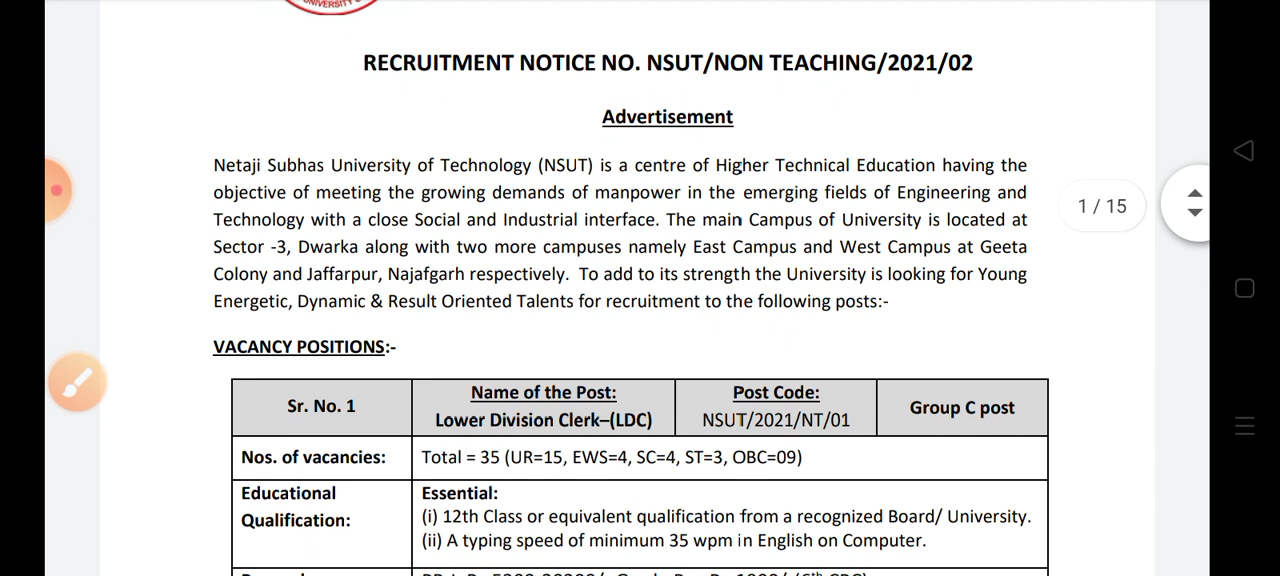 UNIVERSITY
RECRUITMENT NOTICE NO. NSUT/NON TEACHING/2021/02
Advertisement
Netaji Subhas University of Technology (NSUT) is a centre of Higher Technical Education having the
objective of meeting the growing demands of manpower in the emerging fields of Engineering and
Technology with a close Social and Industrial interface. The main Campus of University is located at
Sector -3, Dwarka along with two more campuses namely East Campus and West Campus at Geeta
Colony and Jaffarpur, Najafgarh respectively. To add to its strength the University is looking for Young
Energetic, Dynamic & Result Oriented Talents for recruitment to the following posts:-
1 / 15
VACANCY POSITIONS:-
Sr. No. 1
Name of the Post:
Lower Division Clerk–(LDC)
Post Code:
NSUT/2021/NT/01
Group C post
Nos. of vacancies:
Total = 35 (UR=15, EWS=4, SC=4, ST=3, OBC=09)
Educational
Qualification:
Essential:
(i) 12th Class or equivalent qualification from a recognized Board/ University.
(ii) A typing speed of minimum 35 wpm in English on Computer.